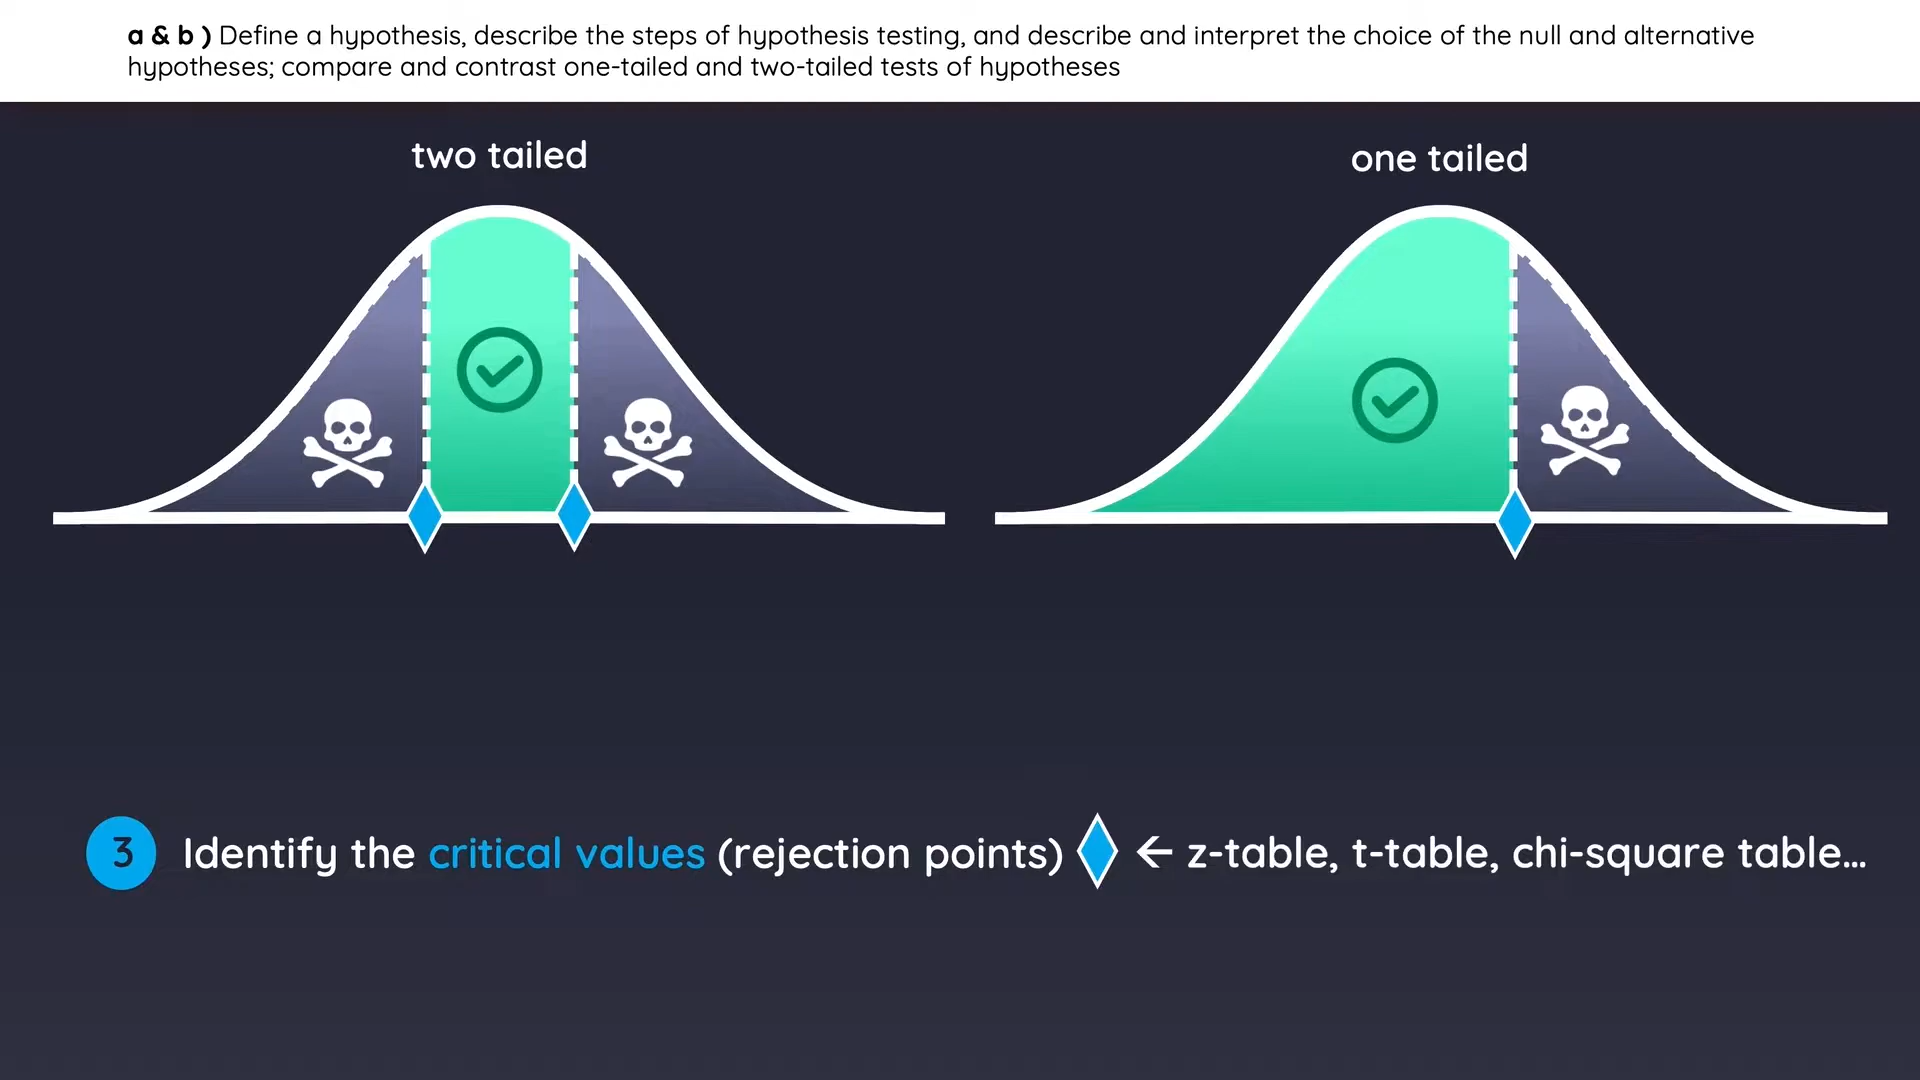 a & b ) Define a hypothesis, describe the steps of hypothesis testing, and describe and interpret the choice of the null and alternative
hypotheses; compare and contrast one-tailed and two-tailed tests of hypotheses
two tailed
one tailed
3 Identify the critical values (rejection points) ← z-table, t-table, chi-square table...